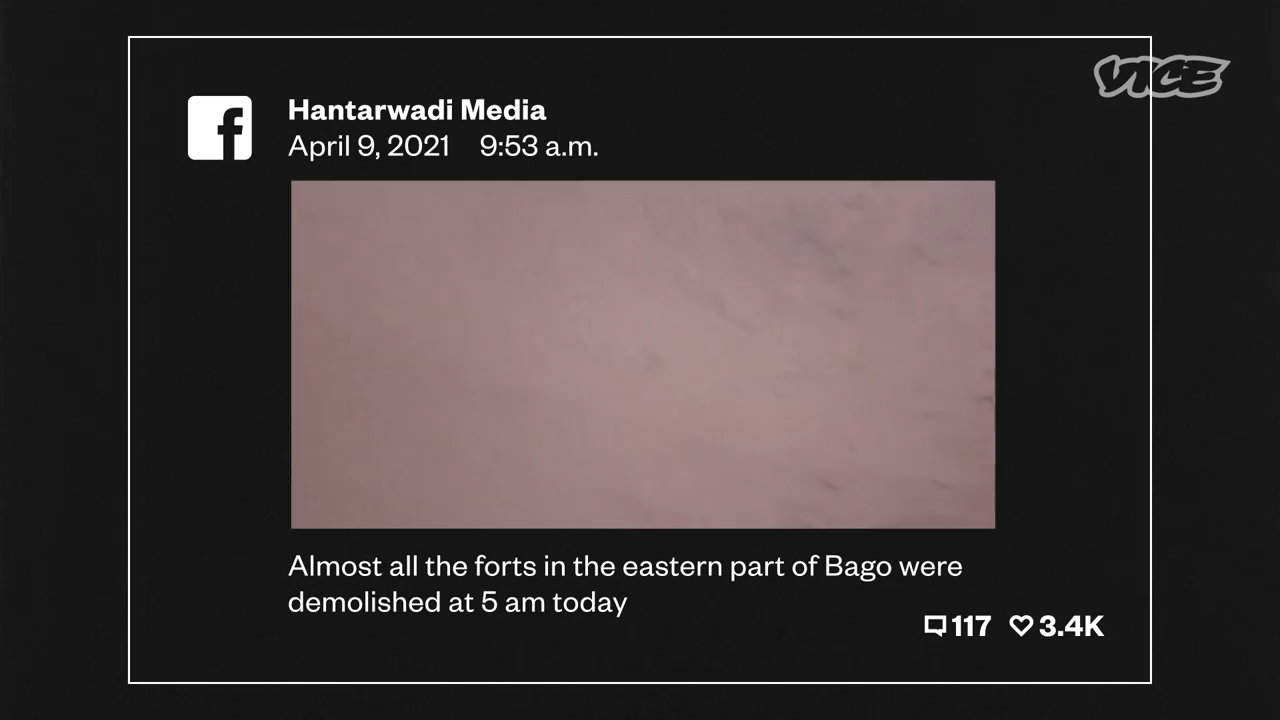 VICE
Hantarwadi Media
April 9, 2021 9:53 a.m.
Almost all the forts in the eastern part of Bago were
demolished at 5 am today
117 3.4K